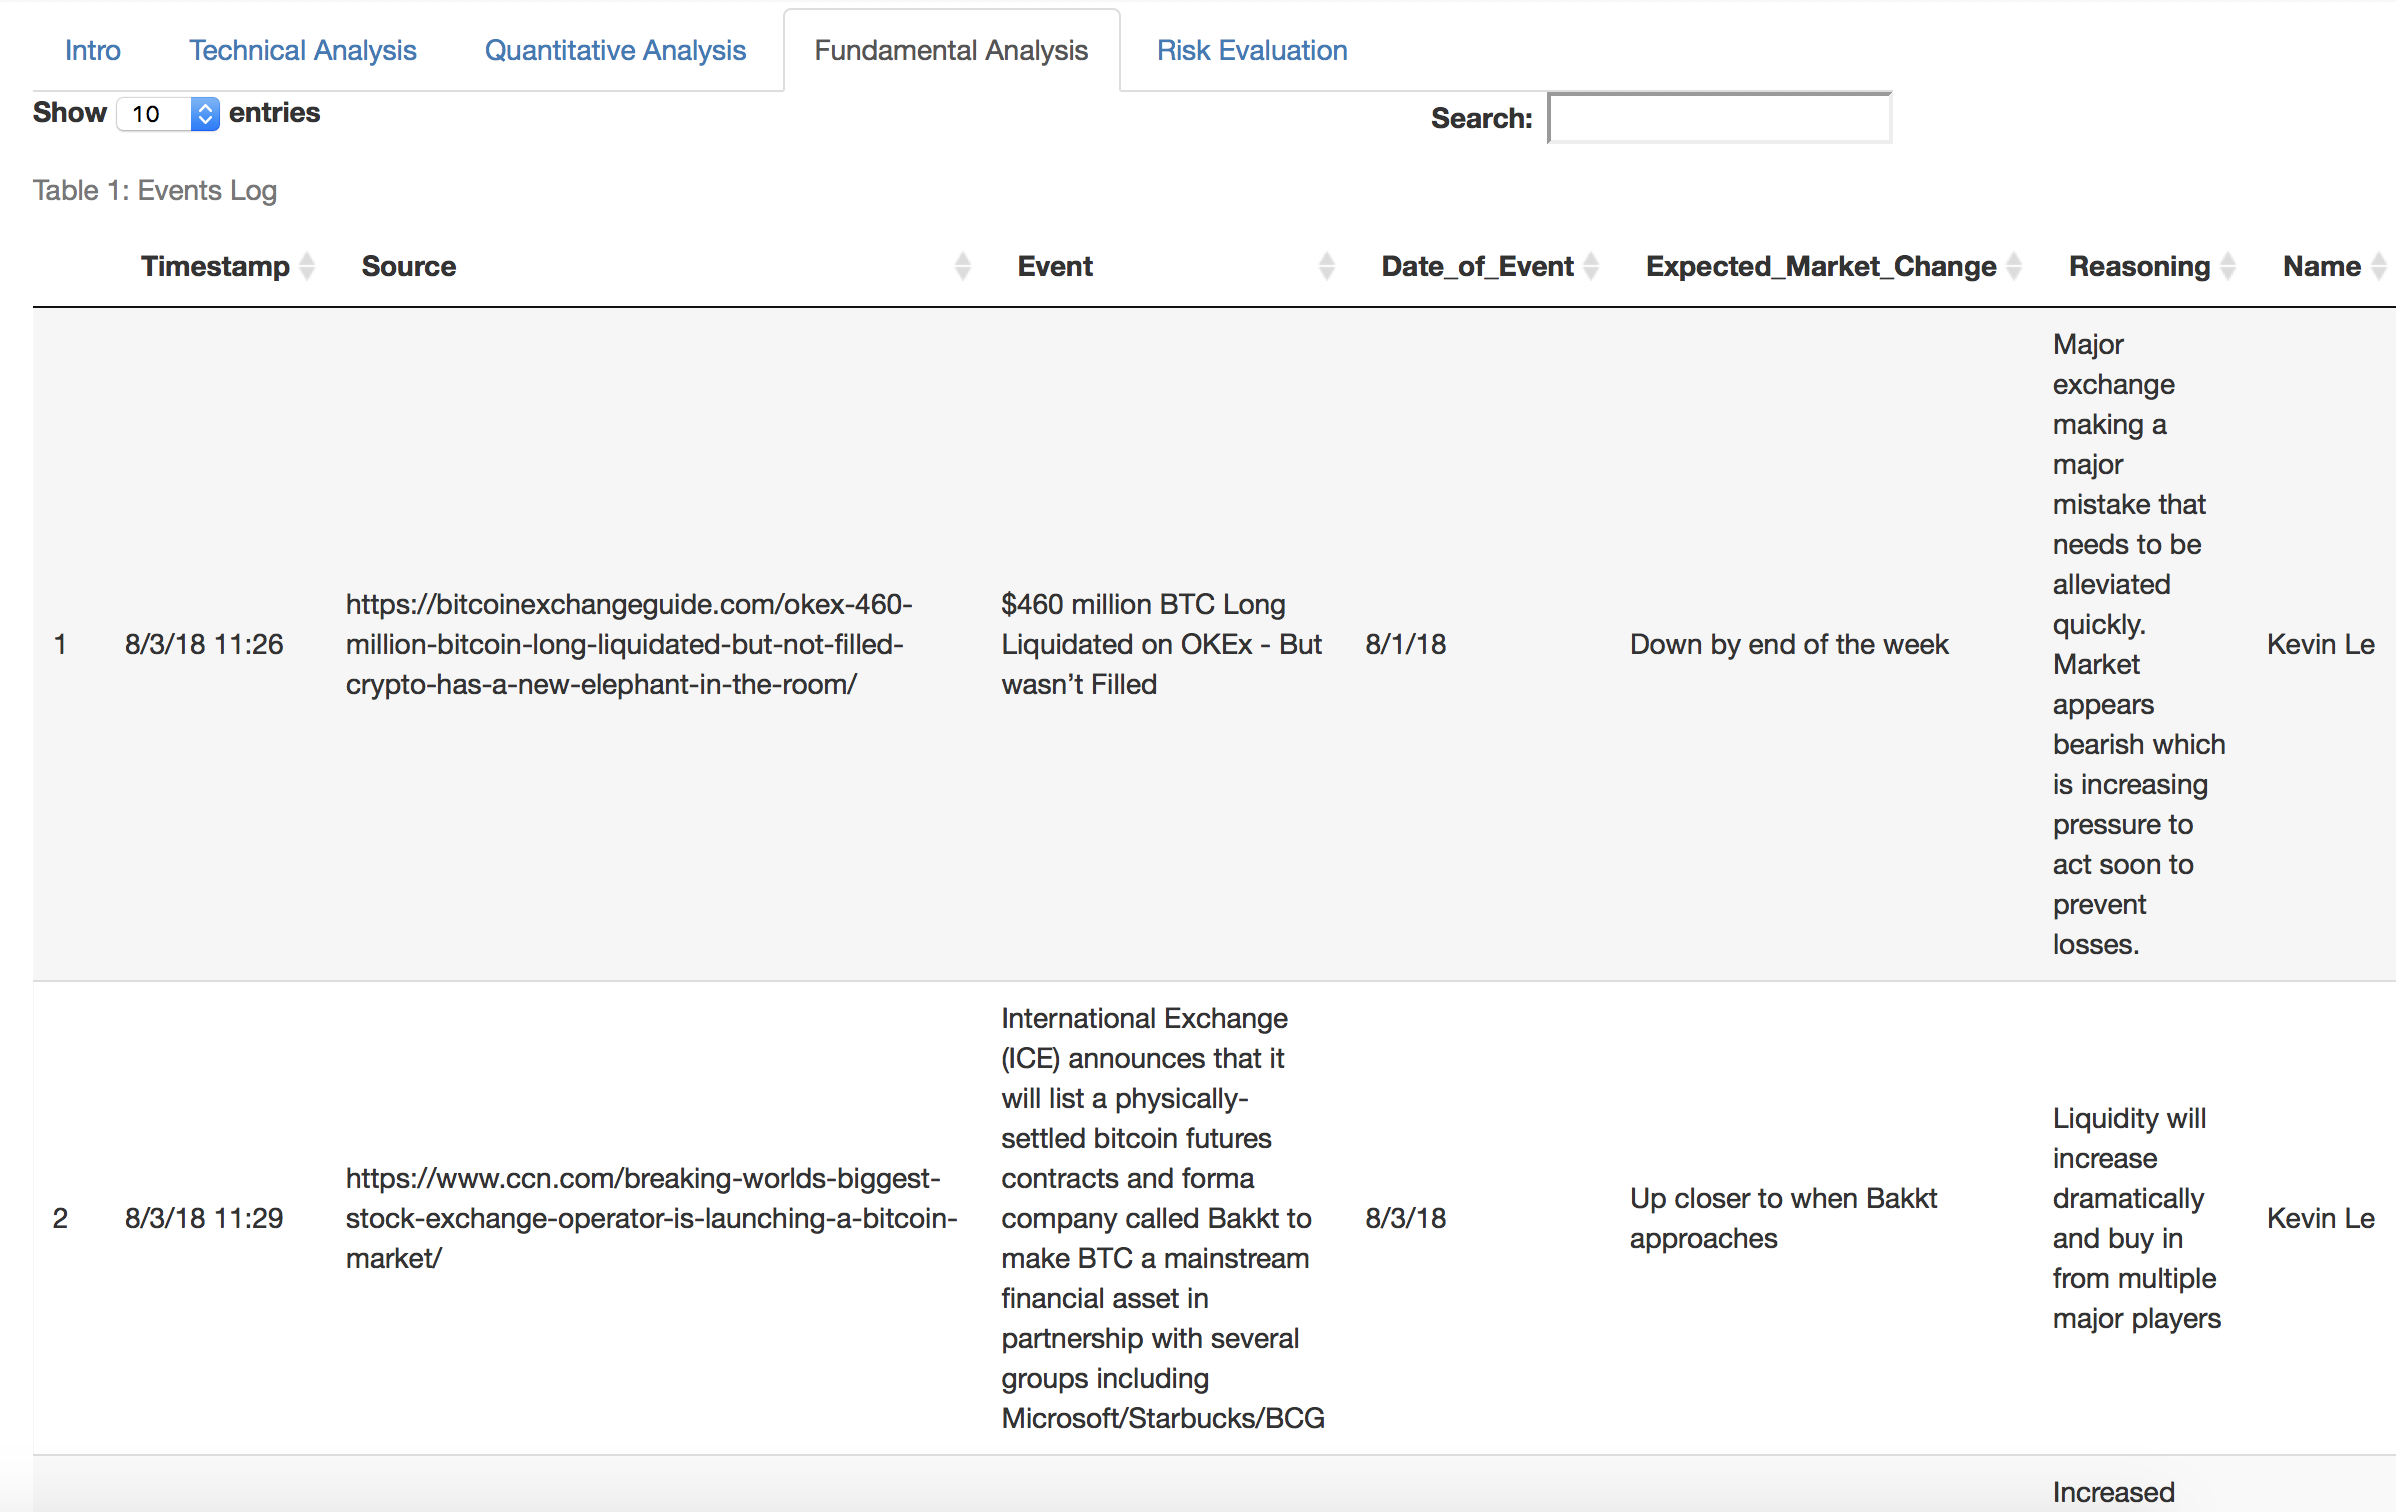 Intro Technical Analysis Quantitative Analysis Fundamental Analysis Risk Evaluation
Show 10 entries Search:
Table 1: Events Log
Timestamp Source Event Date_of_Event Expected_Market_Change Reasoning Name
1
8/3/18 11:26
https://bitcoinexchangeguide.com/okex-460-
million-bitcoin-long-liquidated-but-not-filled-
crypto-has-a-new-elephant-in-the-room/
$460 million BTC Long
Liquidated on OKEx - But
wasn't Filled
8/1/18
Down by end of the week
Major
exchange
making a
major
mistake that
needs to be
alleviated
quickly.
Market
appears
bearish which
is increasing
pressure to
act soon to
prevent
losses.
Kevin Le
2
8/3/18 11:29
https://www.ccn.com/breaking-worlds-biggest-
stock-exchange-operator-is-launching-a-bitcoin-
market/
International Exchange
(ICE) announces that it
will list a physically-
settled bitcoin futures
contracts and forma
company called Bakkt to
make BTC a mainstream
financial asset in
partnership with several
groups including
Microsoft/Starbucks/BCG
8/3/18
Up closer to when Bakkt
approaches
Liquidity will
increase
dramatically
and buy in
from multiple
major players
Kevin Le
Increased